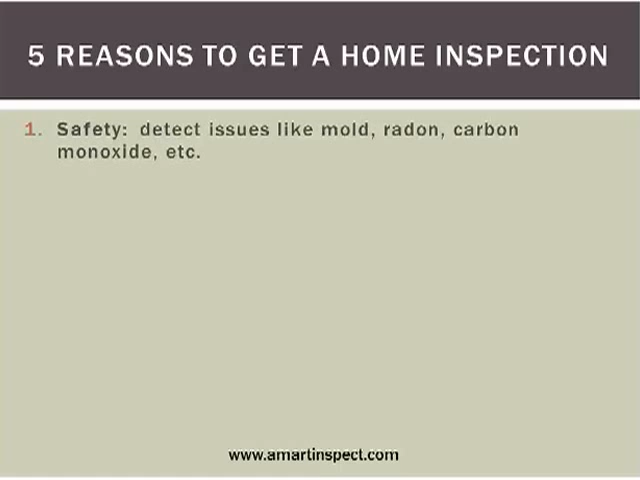 5 REASONS TO GET A HOME INSPECTION
1. Safety: detect issues like mold, radon, carbon
monoxide, etc.
www.amartinspect.com